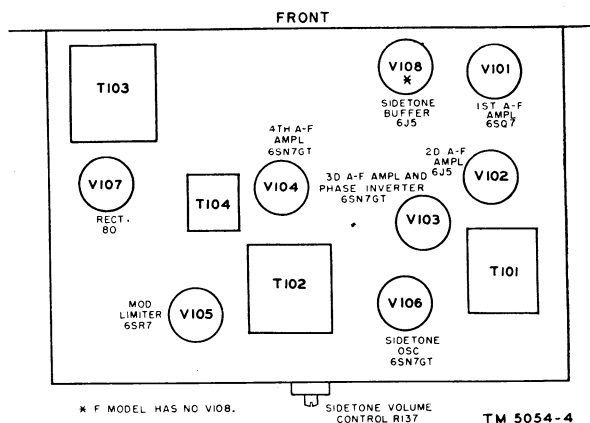 FRONT
T103
V108
*
SIDETONE
BUFFER
6J5
V101
1ST A-F
AMPL
6SQ7
4TH A-F
AMPL
6SN7GT
V107
RECT.
80
T104
V104
3D A-F AMPL AND
PHASE INVERTER
6SN7GT
2D A-F
AMPL
6J5
V102
V103
T102
T101
MOD
LIMITER
6SR7
V105
V106
SIDETONE
OSC
6SN7GT
* F MODEL HAS NO V108.
SIDETONE VOLUME
CONTROL R137
TM 5054-4